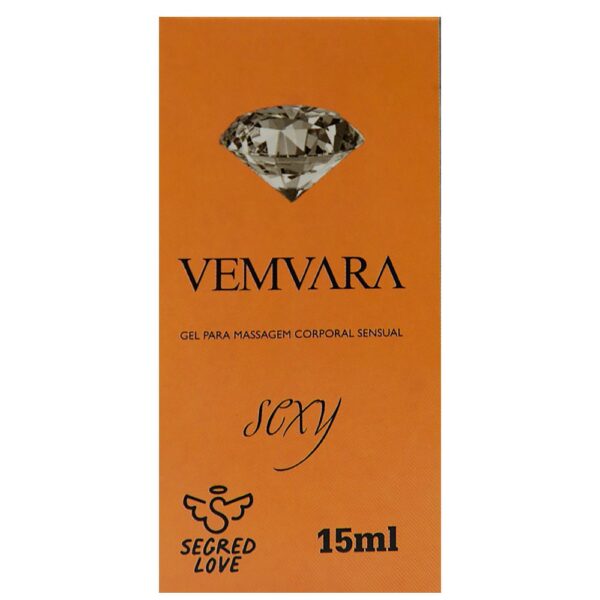 VEMVARA
GEL PARA MASSAGEM CORPORAL SENSUAL
sexy
SEGRED
LOVE
15ml